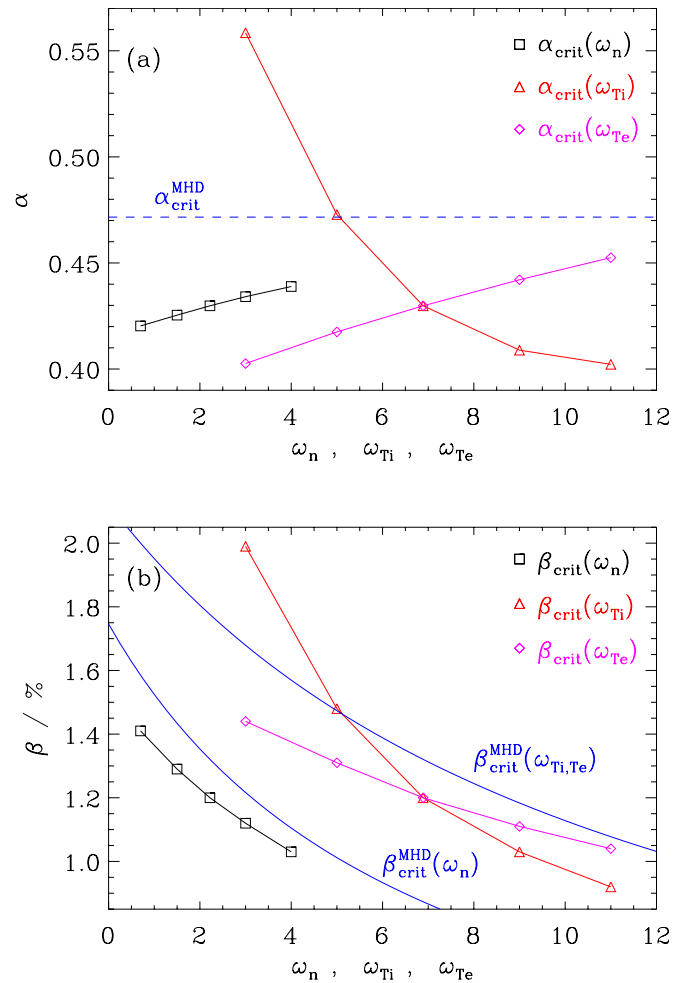 (a)
α_crit(ω_n)
α_crit(ω_Ti)
α_crit(ω_Te)
α_crit^MHD
α
0.55
0.50
0.45
0.40
0 2 4 6 8 10 12
ω_n , ω_Ti , ω_Te
(b)
β_crit(ω_n)
β_crit(ω_Ti)
β_crit(ω_Te)
β_crit^MHD(ω_Ti,Te)
β_crit^MHD(ω_n)
β / %
2.0
1.8
1.6
1.4
1.2
1.0
0 2 4 6 8 10 12
ω_n , ω_Ti , ω_Te